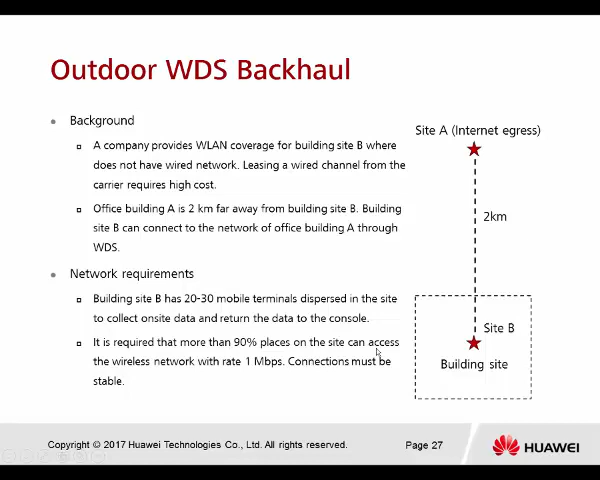 Outdoor WDS Backhaul
Background
A company provides WLAN coverage for building site B where
does not have wired network. Leasing a wired channel from the
carrier requires high cost.
Office building A is 2 km far away from building site B. Building
site B can connect to the network of office building A through
WDS.
Network requirements
Building site B has 20-30 mobile terminals dispersed in the site
to collect onsite data and return the data to the console.
It is required that more than 90% places on the site can access
the wireless network with rate 1 Mbps. Connections must be
stable.
Site A (Internet egress)
2km
Site B
Building site
Copyright © 2017 Huawei Technologies Co., Ltd. All rights reserved.
Page 27
HUAWEI